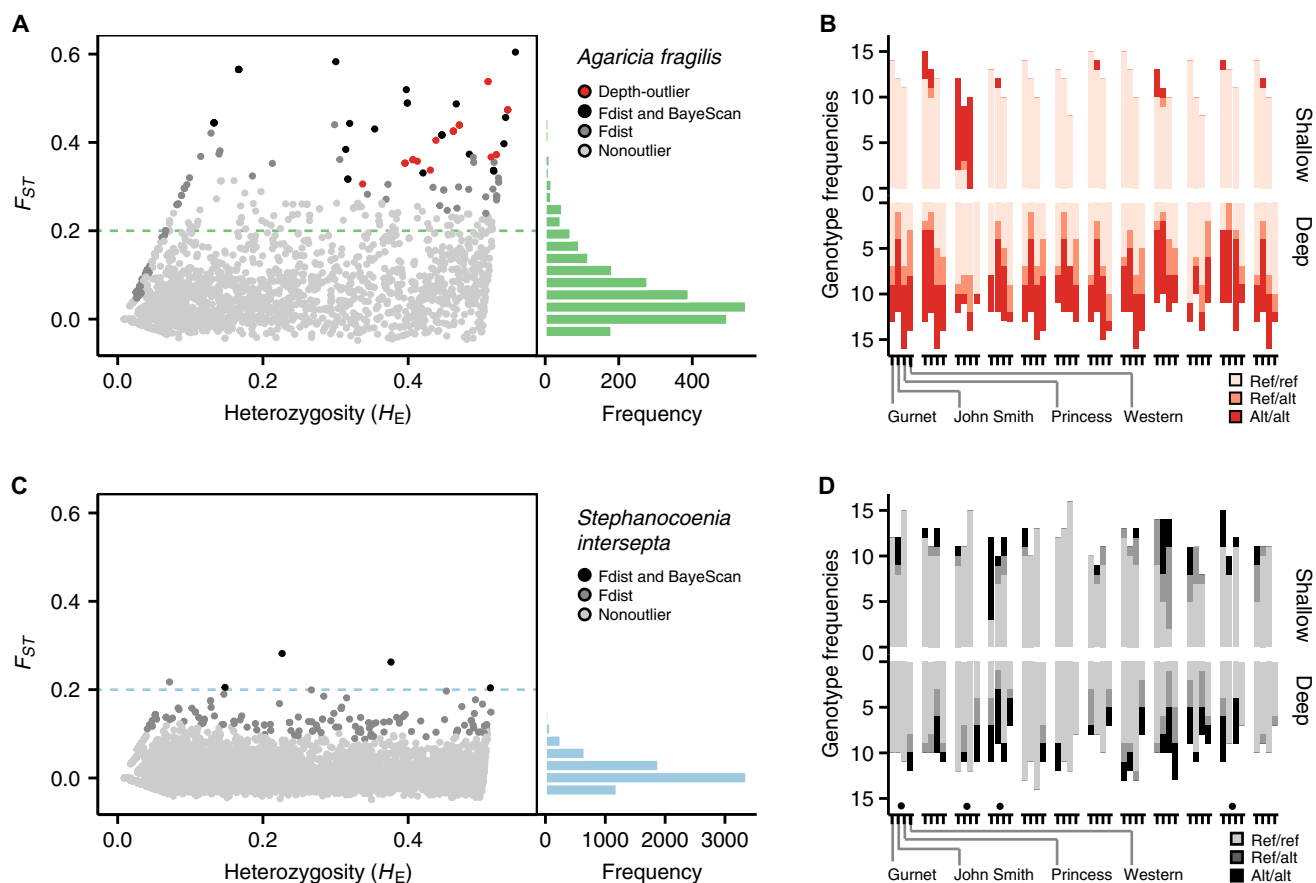 A
0.6
0.4
0.2
0.0
F_ST
0.0 0.2 0.4
Heterozygosity (H_E)
Agaricia fragilis
Depth-outlier
Fdist and BayeScan
Fdist
Nonoutlier
0 200 400
Frequency
B
Genotype frequencies
15
10
5
0
5
10
15
Shallow
Deep
Gurnet John Smith Princess Western
Ref/ref
Ref/alt
Alt/alt
C
0.6
0.4
0.2
0.0
F_ST
0.0 0.2 0.4
Heterozygosity (H_E)
Stephanocoenia
intersepta
Fdist and BayeScan
Fdist
Nonoutlier
0 1000 2000 3000
Frequency
D
Genotype frequencies
15
10
5
0
5
10
15
Shallow
Deep
Gurnet John Smith Princess Western
Ref/ref
Ref/alt
Alt/alt